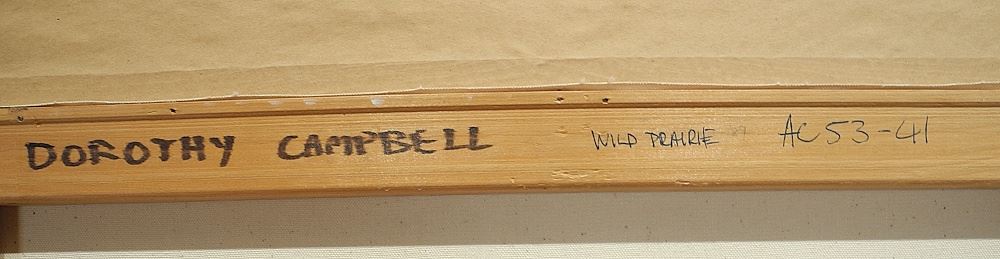 DOROTHY CAMPBELL WILD PRAIRIE AC53-41